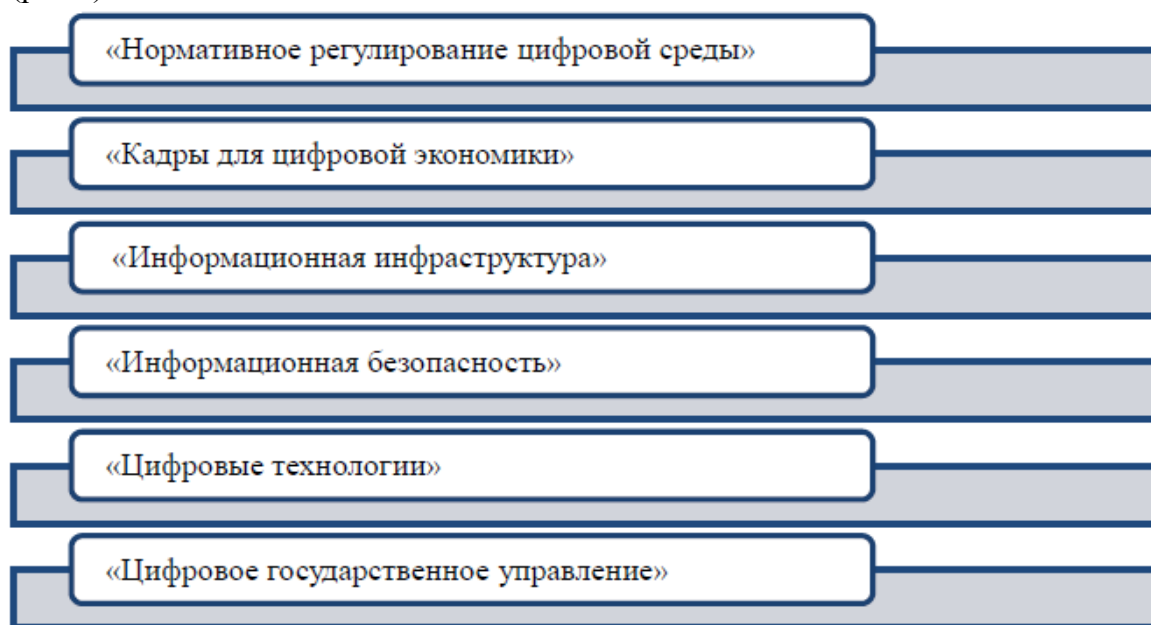 «Нормативное регулирование цифровой среды»
«Кадры для цифровой экономики»
«Информационная инфраструктура»
«Информационная безопасность»
«Цифровые технологии»
«Цифровое государственное управление»